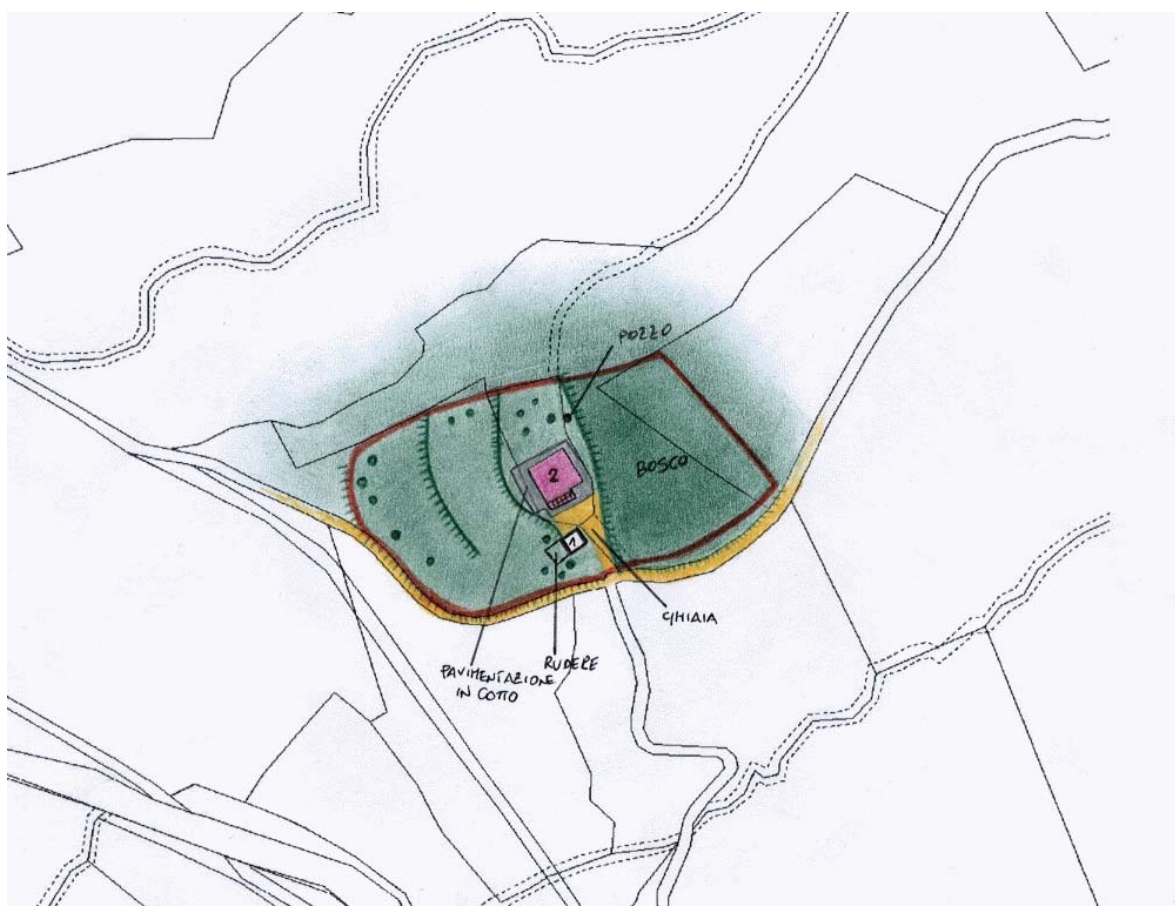 POZZO
BOSCO
2
1
GHIAIA
RUDERE
PAVIMENTAZIONE
IN COTTO